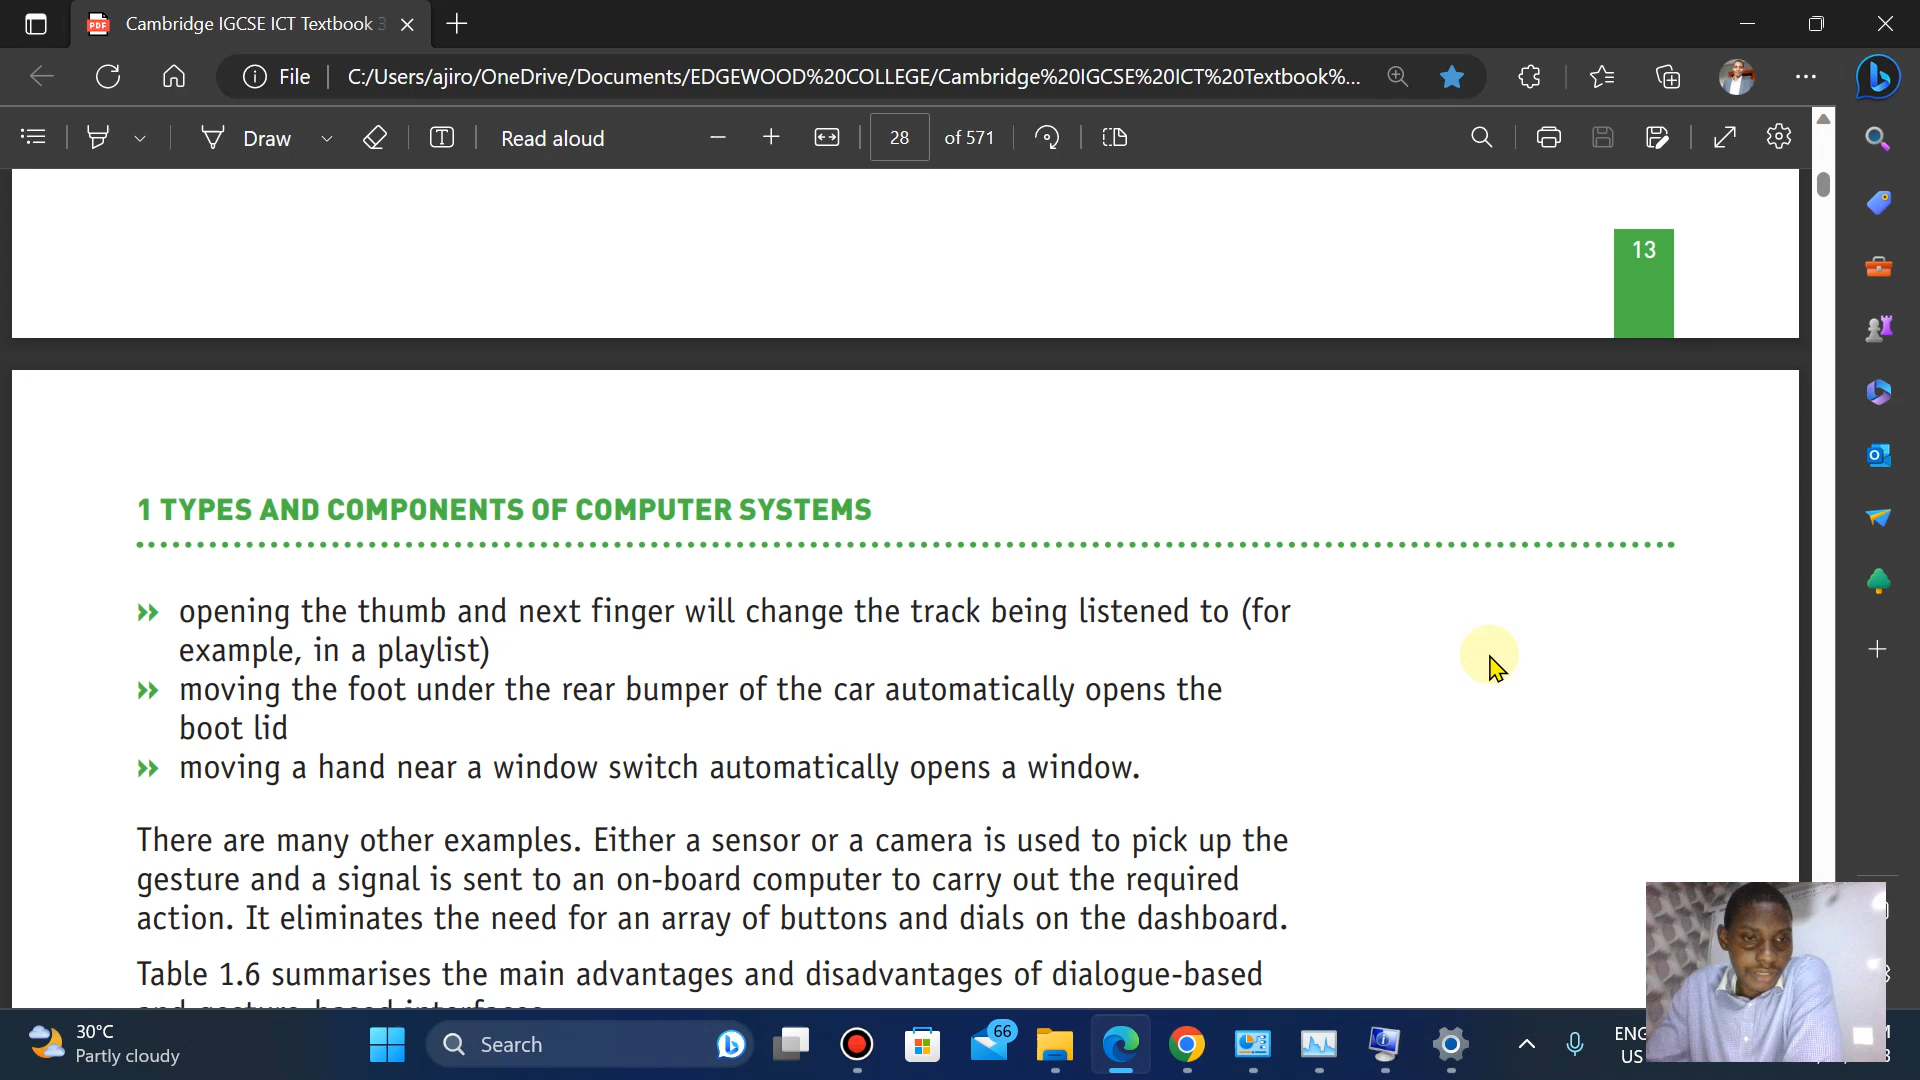 Cambridge IGCSE ICT Textbook 3
File
C:/Users/ajiro/OneDrive/Documents/EDGEWOOD%20COLLEGE/Cambridge%20IGCSE%20ICT%20Textbook%...
Draw
Read aloud
28
of 571
13
1 TYPES AND COMPONENTS OF COMPUTER SYSTEMS
» opening the thumb and next finger will change the track being listened to (for
example, in a playlist)
» moving the foot under the rear bumper of the car automatically opens the
boot lid
» moving a hand near a window switch automatically opens a window.
There are many other examples. Either a sensor or a camera is used to pick up the
gesture and a signal is sent to an on-board computer to carry out the required
action. It eliminates the need for an array of buttons and dials on the dashboard.
Table 1.6 summarises the main advantages and disadvantages of dialogue-based
30°C
Partly cloudy
Search
66
ENG
US